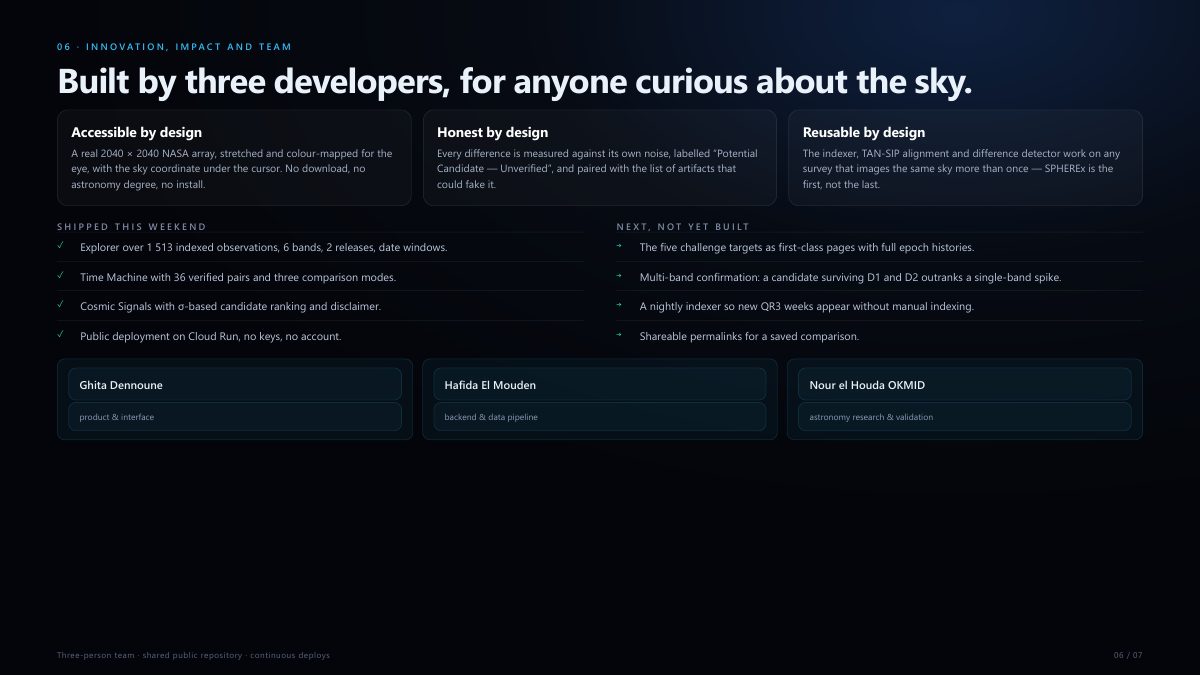 06 · INNOVATION, IMPACT AND TEAM
Built by three developers, for anyone curious about the sky.
Accessible by design
A real 2040 × 2040 NASA array, stretched and colour-mapped for the
eye, with the sky coordinate under the cursor. No download, no
astronomy degree, no install.
Honest by design
Every difference is measured against its own noise, labelled "Potential
Candidate — Unverified", and paired with the list of artifacts that
could fake it.
Reusable by design
The indexer, TAN-SIP alignment and difference detector work on any
survey that images the same sky more than once — SPHEREx is the
first, not the last.
SHIPPED THIS WEEKEND
✓ Explorer over 1 513 indexed observations, 6 bands, 2 releases, date windows.
✓ Time Machine with 36 verified pairs and three comparison modes.
✓ Cosmic Signals with σ-based candidate ranking and disclaimer.
✓ Public deployment on Cloud Run, no keys, no account.
NEXT, NOT YET BUILT
→ The five challenge targets as first-class pages with full epoch histories.
→ Multi-band confirmation: a candidate surviving D1 and D2 outranks a single-band spike.
→ A nightly indexer so new QR3 weeks appear without manual indexing.
→ Shareable permalinks for a saved comparison.
Ghita Dennoune
product & interface
Hafida El Mouden
backend & data pipeline
Nour el Houda OKMID
astronomy research & validation
Three-person team · shared public repository · continuous deploys
06 / 07